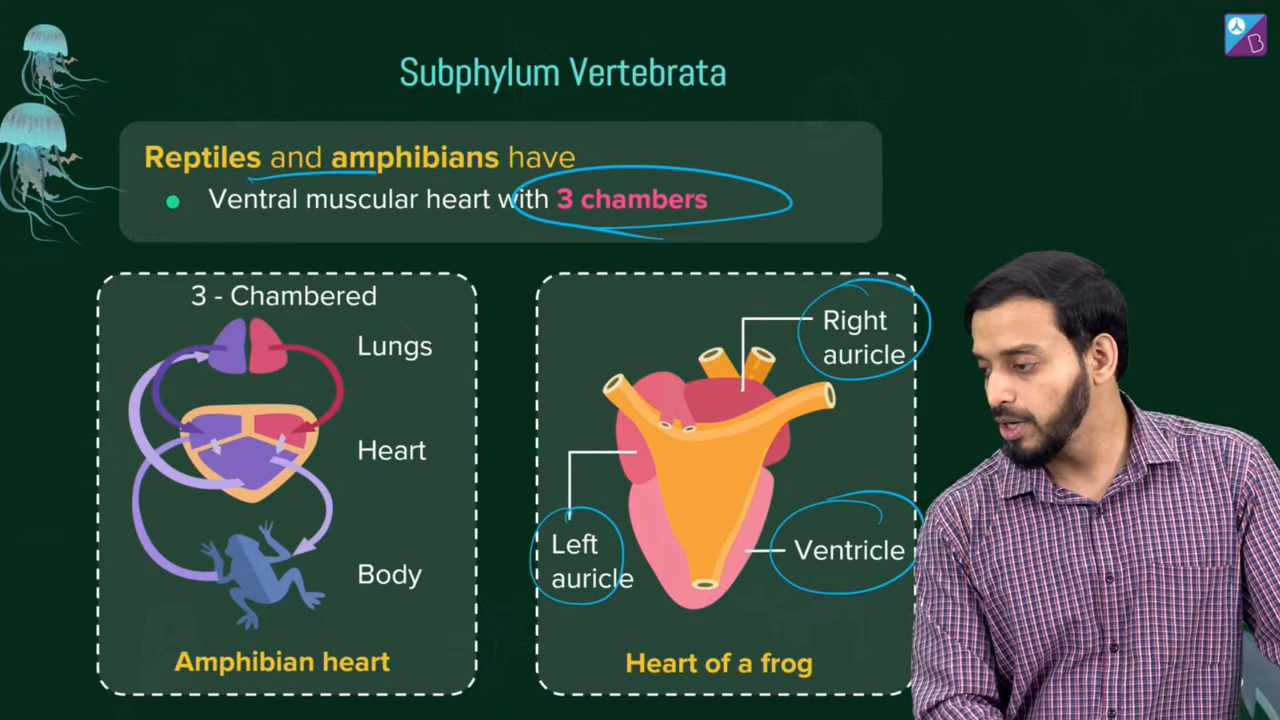 Subphylum Vertebrata
Reptiles and amphibians have
Ventral muscular heart with 3 chambers
3 - Chambered
Lungs
Heart
Body
Amphibian heart
Right
auricle
Left
auricle
Ventricle
Heart of a frog
B